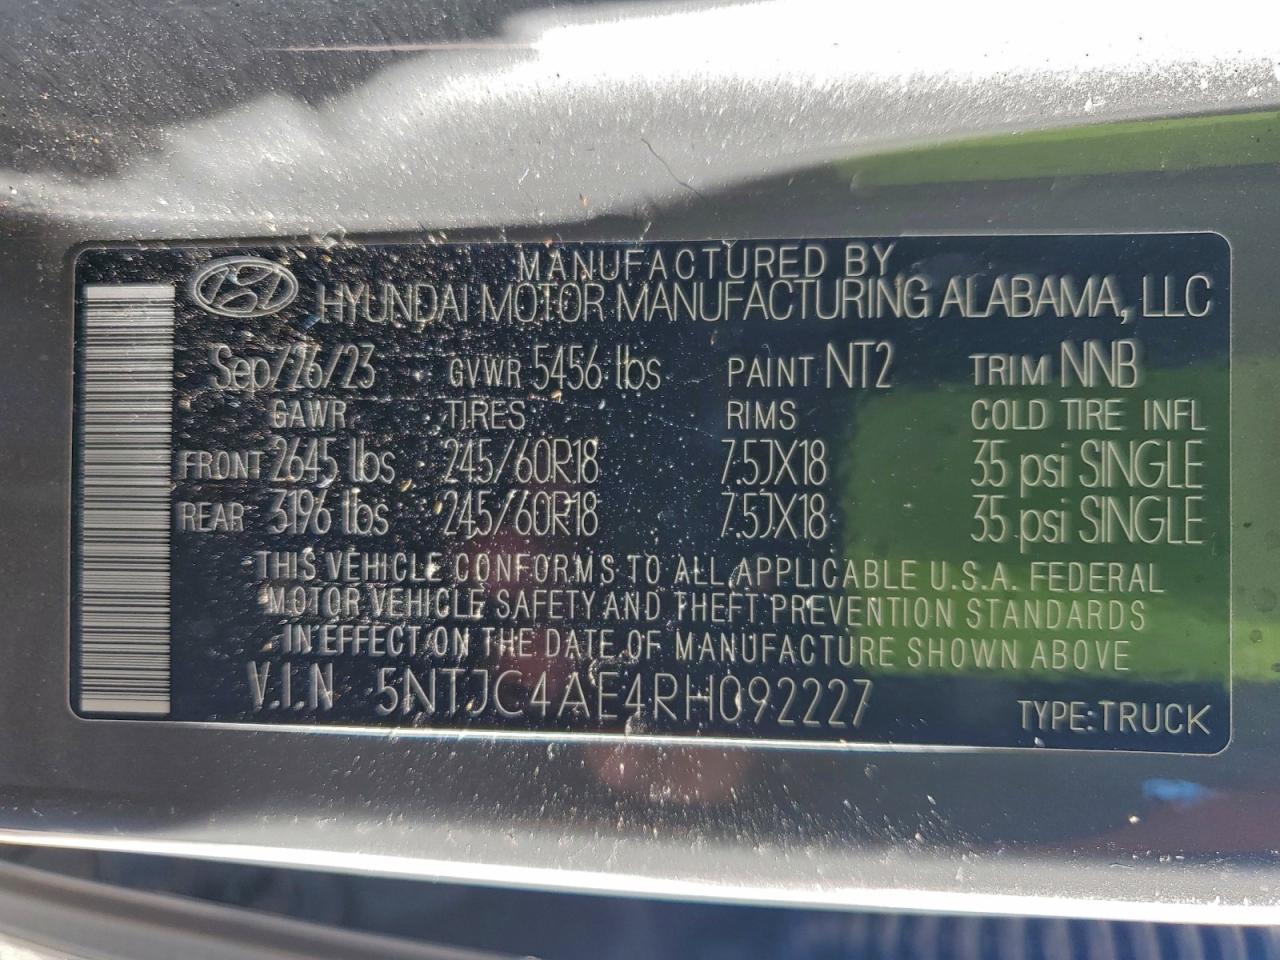 MANUFACTURED BY
HYUNDAI MOTOR MANUFACTURING ALABAMA, LLC
Sep/26/23 GVWR 5456 lbs PAINT NT2 TRIM NNB
GAWR TIRES RIMS COLD TIRE INFL
FRONT 2645 lbs 245/60R18 7.5JX18 35 psi SINGLE
REAR 3196 lbs 245/60R18 7.5JX18 35 psi SINGLE
THIS VEHICLE CONFORMS TO ALL APPLICABLE U.S.A. FEDERAL
MOTOR VEHICLE SAFETY AND THEFT PREVENTION STANDARDS
IN EFFECT ON THE DATE OF MANUFACTURE SHOWN ABOVE
V.I.N 5NTJC4AE4RH092227 TYPE:TRUCK